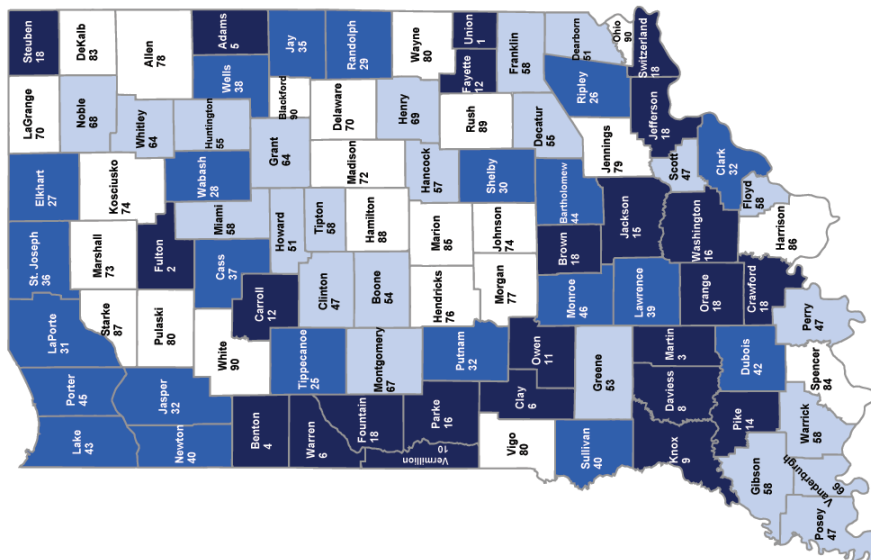 Lake
43
Porter
45
LaPorte
31
St. Joseph
36
Elkhart
27
LaGrange
70
Steuben
18
Newton
40
Jasper
32
Starke
87
Marshall
73
Kosciusko
74
Noble
68
DeKalb
83
Pulaski
80
Fulton
2
Whitley
64
Allen
78
Benton
4
White
90
Cass
37
Miami
58
Wabash
28
Huntington
55
Wells
38
Adams
5
Carroll
12
Howard
51
Grant
64
Blackford
90
Jay
35
Warren
6
Tippecanoe
25
Clinton
47
Tipton
58
Madison
72
Delaware
70
Randolph
29
Fountain
18
Montgomery
67
Boone
54
Hamilton
88
Henry
69
Wayne
80
Vermillion
10
Parke
16
Putnam
32
Hendricks
76
Marion
85
Hancock
57
Rush
89
Fayette
12
Union
1
Vigo
80
Clay
6
Owen
11
Morgan
77
Johnson
74
Shelby
30
Decatur
55
Franklin
58
Sullivan
40
Greene
53
Monroe
46
Brown
18
Bartholomew
44
Jennings
79
Ripley
26
Dearborn
51
Ohio
90
Knox
9
Daviess
8
Martin
3
Lawrence
39
Jackson
15
Scott
47
Jefferson
18
Switzerland
18
Gibson
58
Pike
14
Dubois
42
Orange
18
Washington
16
Clark
32
Floyd
58
Posey
47
Vanderburgh
66
Warrick
58
Spencer
84
Perry
47
Crawford
18
Harrison
86